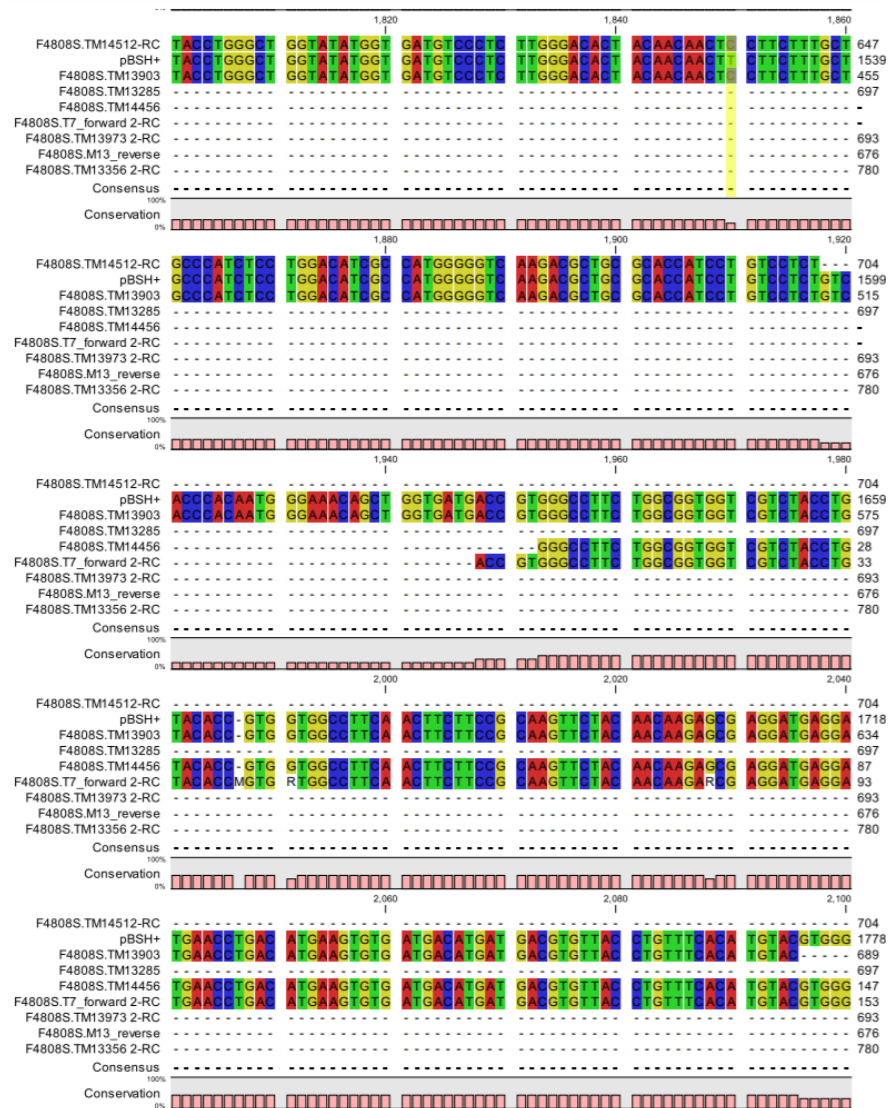 1,820 1,840 1,860
F4808S.TM14512-RC TACCTGGGCT GGTATATGGT GATGTCCCTC TTGGGACACT ACAACAACTC CTTCTTTGCT 647
pBSH+ TACCTGGGCT GGTATATGGT GATGTCCCTC TTGGGACACT ACAACAACTT CTTCTTTGCT 1539
F4808S.TM13903 TACCTGGGCT GGTATATGGT GATGTCCCTC TTGGGACACT ACAACAACTC CTTCTTTGCT 455
F4808S.TM13285 ---------- ---------- ---------- ---------- ---------- ---------- 697
F4808S.TM14456 ---------- ---------- ---------- ---------- ---------- ---------- -
F4808S.T7_forward 2-RC ---------- ---------- ---------- ---------- ---------- ---------- -
F4808S.TM13973 2-RC ---------- ---------- ---------- ---------- ---------- ---------- 693
F4808S.M13_reverse ---------- ---------- ---------- ---------- ---------- ---------- 676
F4808S.TM13356 2-RC ---------- ---------- ---------- ---------- ---------- ---------- 780
Consensus ---------- ---------- ---------- ---------- ---------- ----------
100%
Conservation
0%
1,880 1,900 1,920
F4808S.TM14512-RC GCCCATCTCC TGGACATCGC CATGGGGGTC AAGACGCTGC GCACCATCCT GTCCTCT--- 704
pBSH+ GCCCATCTCC TGGACATCGC CATGGGGGTC AAGACGCTGC GCACCATCCT GTCCTCTGTC 1599
F4808S.TM13903 GCCCATCTCC TGGACATCGC CATGGGGGTC AAGACGCTGC GCACCATCCT GTCCTCTGTC 515
F4808S.TM13285 ---------- ---------- ---------- ---------- ---------- ---------- 697
F4808S.TM14456 ---------- ---------- ---------- ---------- ---------- ---------- -
F4808S.T7_forward 2-RC ---------- ---------- ---------- ---------- ---------- ---------- -
F4808S.TM13973 2-RC ---------- ---------- ---------- ---------- ---------- ---------- 693
F4808S.M13_reverse ---------- ---------- ---------- ---------- ---------- ---------- 676
F4808S.TM13356 2-RC ---------- ---------- ---------- ---------- ---------- ---------- 780
Consensus ---------- ---------- ---------- ---------- ---------- ----------
100%
Conservation
0%
1,940 1,960 1,980
F4808S.TM14512-RC ---------- ---------- ---------- ---------- ---------- ---------- 704
pBSH+ ACCCACAATG GGAAACAGCT GGTGATGACC GTGGGCCTTC TGGCGGTGGT CGTCTACCTG 1659
F4808S.TM13903 ACCCACAATG GGAAACAGCT GGTGATGACC GTGGGCCTTC TGGCGGTGGT CGTCTACCTG 575
F4808S.TM13285 ---------- ---------- ---------- ---------- ---------- ---------- 697
F4808S.TM14456 ---------- ---------- ---------- --GGGCCTTC TGGCGGTGGT CGTCTACCTG 28
F4808S.T7_forward 2-RC ---------- ---------- -------ACC GTGGGCCTTC TGGCGGTGGT CGTCTACCTG 33
F4808S.TM13973 2-RC ---------- ---------- ---------- ---------- ---------- ---------- 693
F4808S.M13_reverse ---------- ---------- ---------- ---------- ---------- ---------- 676
F4808S.TM13356 2-RC ---------- ---------- ---------- ---------- ---------- ---------- 780
Consensus ---------- ---------- ---------- ---------- ---------- ----------
100%
Conservation
0%
2,000 2,020 2,040
F4808S.TM14512-RC ---------- ---------- ---------- ---------- ---------- ---------- 704
pBSH+ TACACC-GTG GTGGCCTTCA ACTTCTTCCG CAAGTTCTAC AACAAGAGCG AGGATGAGGA 1718
F4808S.TM13903 TACACC-GTG GTGGCCTTCA ACTTCTTCCG CAAGTTCTAC AACAAGAGCG AGGATGAGGA 634
F4808S.TM13285 ---------- ---------- ---------- ---------- ---------- ---------- 697
F4808S.TM14456 TACACC-GTG GTGGCCTTCA ACTTCTTCCG CAAGTTCTAC AACAAGAGCG AGGATGAGGA 87
F4808S.T7_forward 2-RC TACACCMGTG RTGGCCTTCA ACTTCTTCCG CAAGTTCTAC AACAAGARCG AGGATGAGGA 93
F4808S.TM13973 2-RC ---------- ---------- ---------- ---------- ---------- ---------- 693
F4808S.M13_reverse ---------- ---------- ---------- ---------- ---------- ---------- 676
F4808S.TM13356 2-RC ---------- ---------- ---------- ---------- ---------- ---------- 780
Consensus ---------- ---------- ---------- ---------- ---------- ----------
100%
Conservation
0%
2,060 2,080 2,100
F4808S.TM14512-RC ---------- ---------- ---------- ---------- ---------- ---------- 704
pBSH+ TGAACCTGAC ATGAAGTGTG ATGACATGAT GACGTGTTAC CTGTTTCACA TGTACGTGGG 1778
F4808S.TM13903 TGAACCTGAC ATGAAGTGTG ATGACATGAT GACGTGTTAC CTGTTTCACA TGTAC----- 689
F4808S.TM13285 ---------- ---------- ---------- ---------- ---------- ---------- 697
F4808S.TM14456 TGAACCTGAC ATGAAGTGTG ATGACATGAT GACGTGTTAC CTGTTTCACA TGTACGTGGG 147
F4808S.T7_forward 2-RC TGAACCTGAC ATGAAGTGTG ATGACATGAT GACGTGTTAC CTGTTTCACA TGTACGTGGG 153
F4808S.TM13973 2-RC ---------- ---------- ---------- ---------- ---------- ---------- 693
F4808S.M13_reverse ---------- ---------- ---------- ---------- ---------- ---------- 676
F4808S.TM13356 2-RC ---------- ---------- ---------- ---------- ---------- ---------- 780
Consensus ---------- ---------- ---------- ---------- ---------- ----------
100%
Conservation
0%